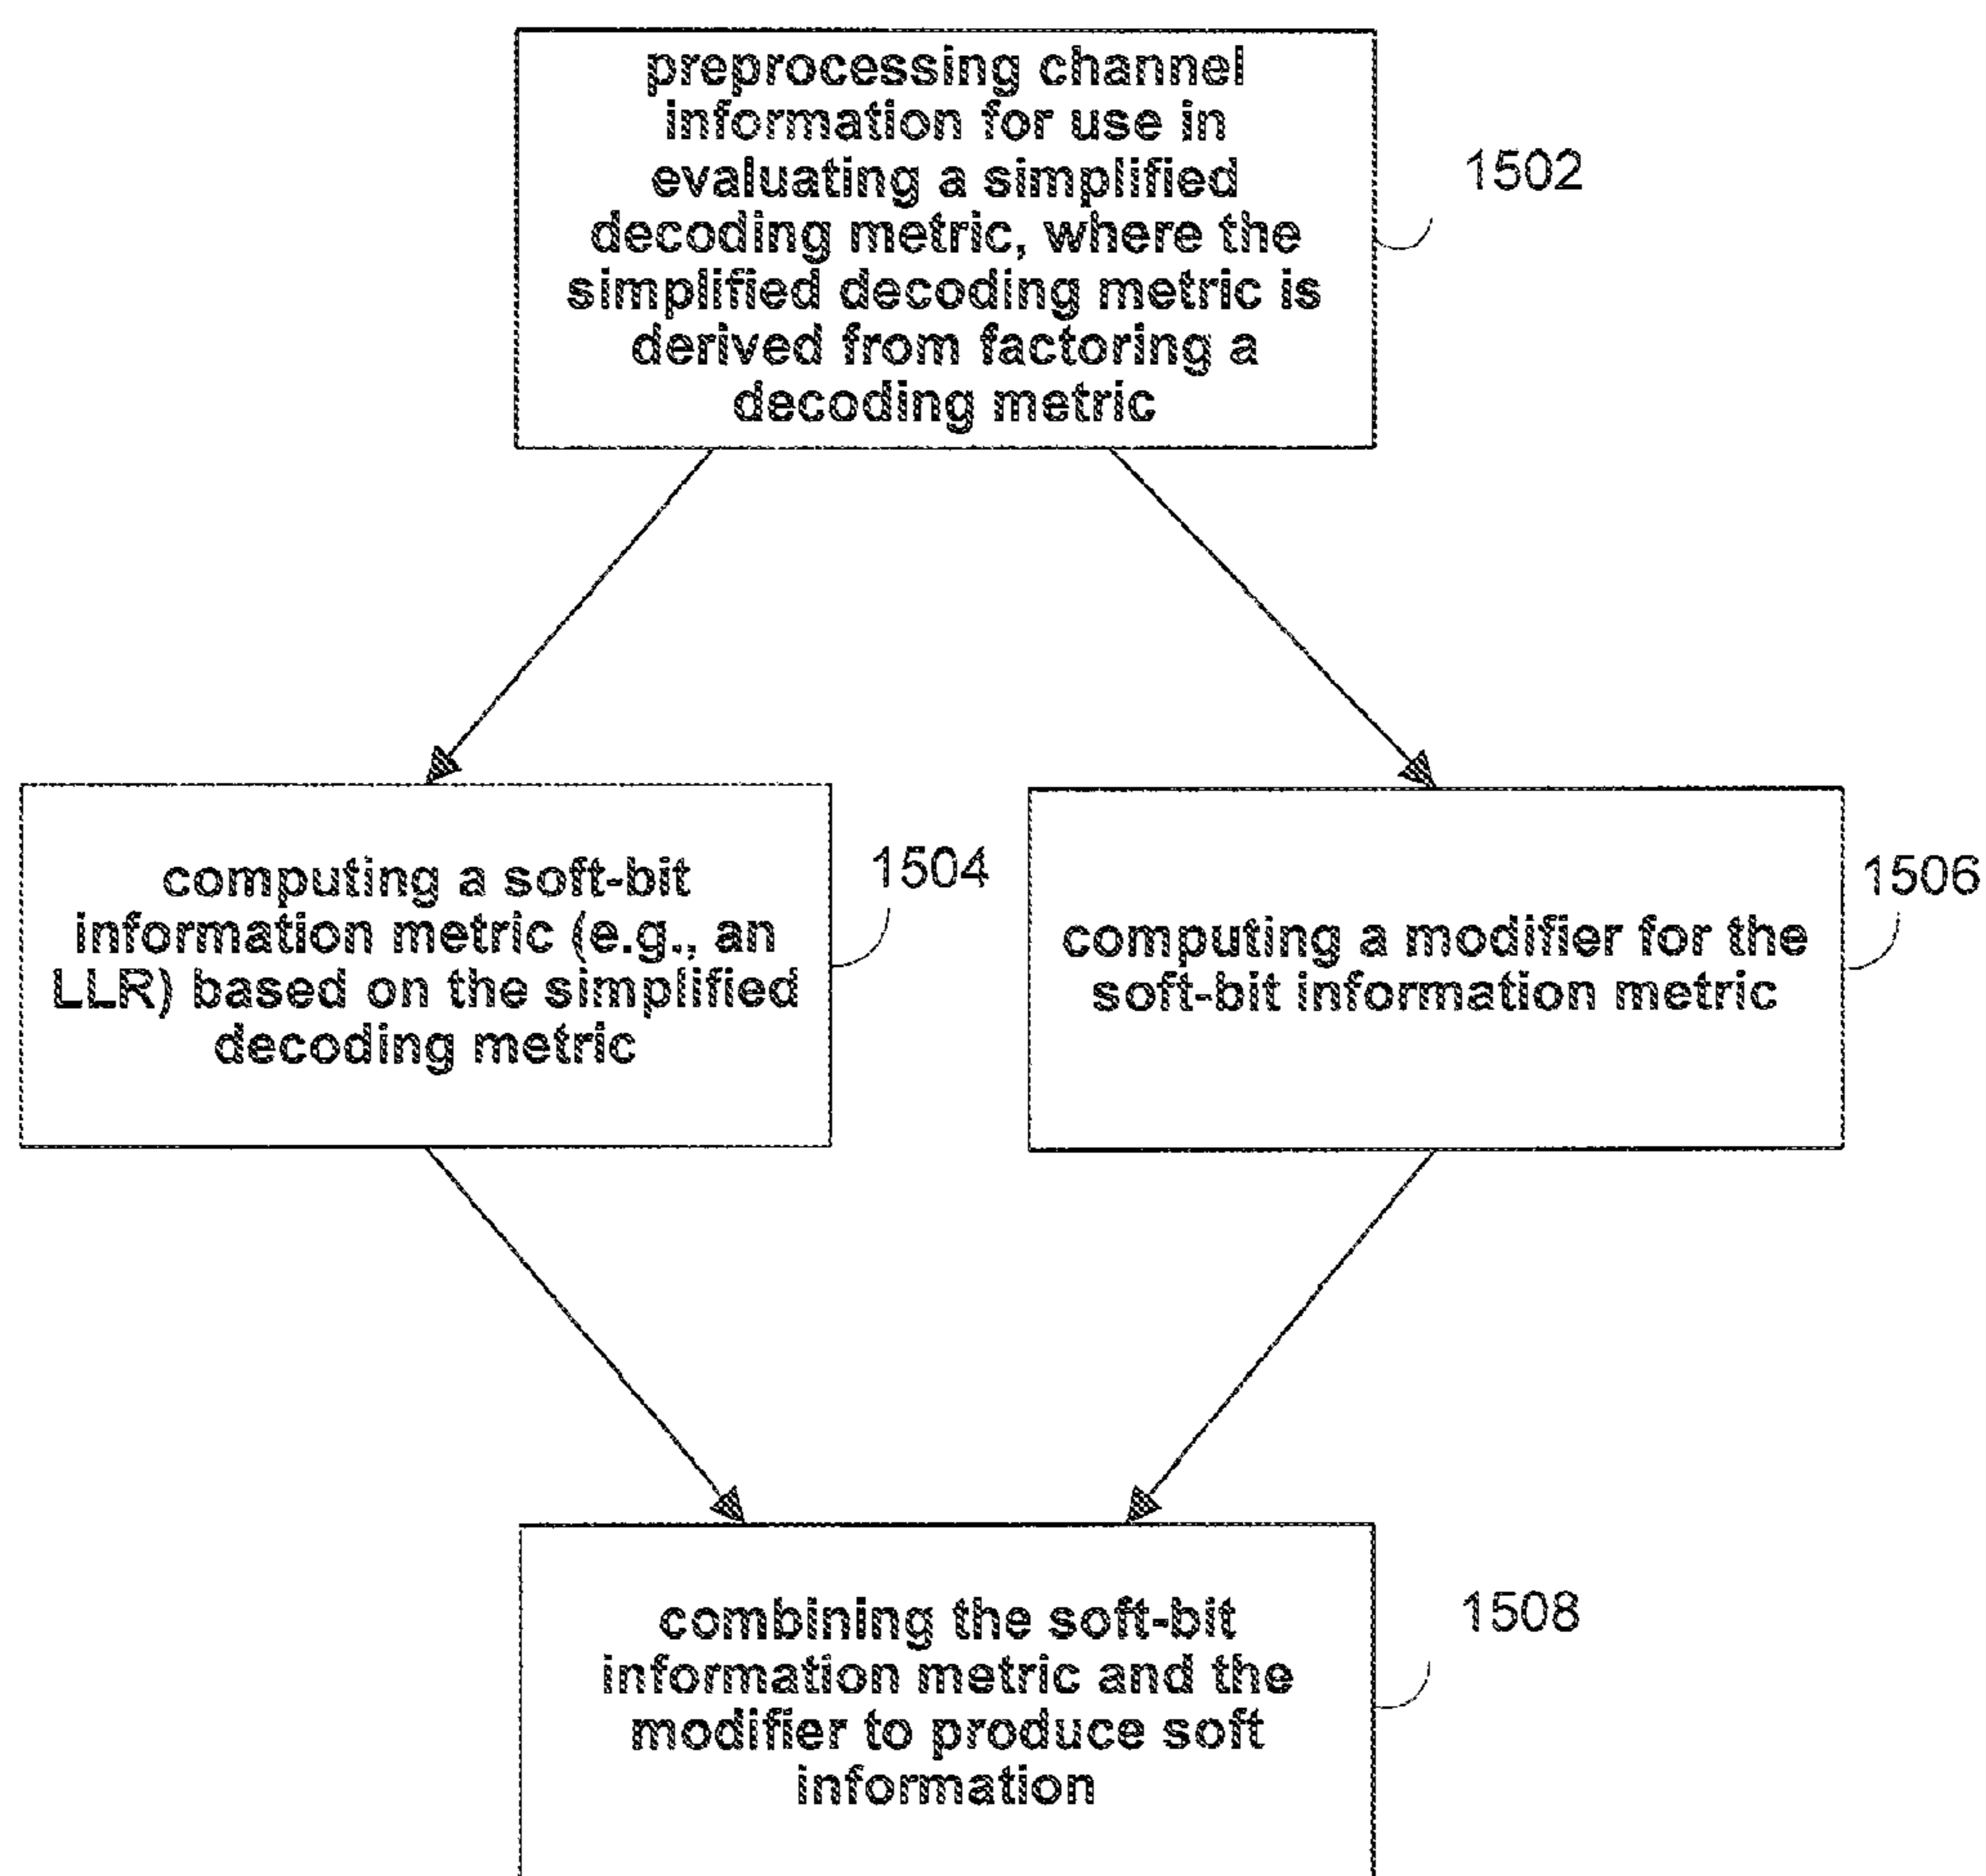 preprocessing channel
information for use in
evaluating a simplified
decoding metric, where the
simplified decoding metric is
derived from factoring a
decoding metric
1502
computing a soft-bit
information metric (e.g., an
LLR) based on the simplified
decoding metric
1504
computing a modifier for the
soft-bit information metric
1506
combining the soft-bit
information metric and the
modifier to produce soft
information
1508